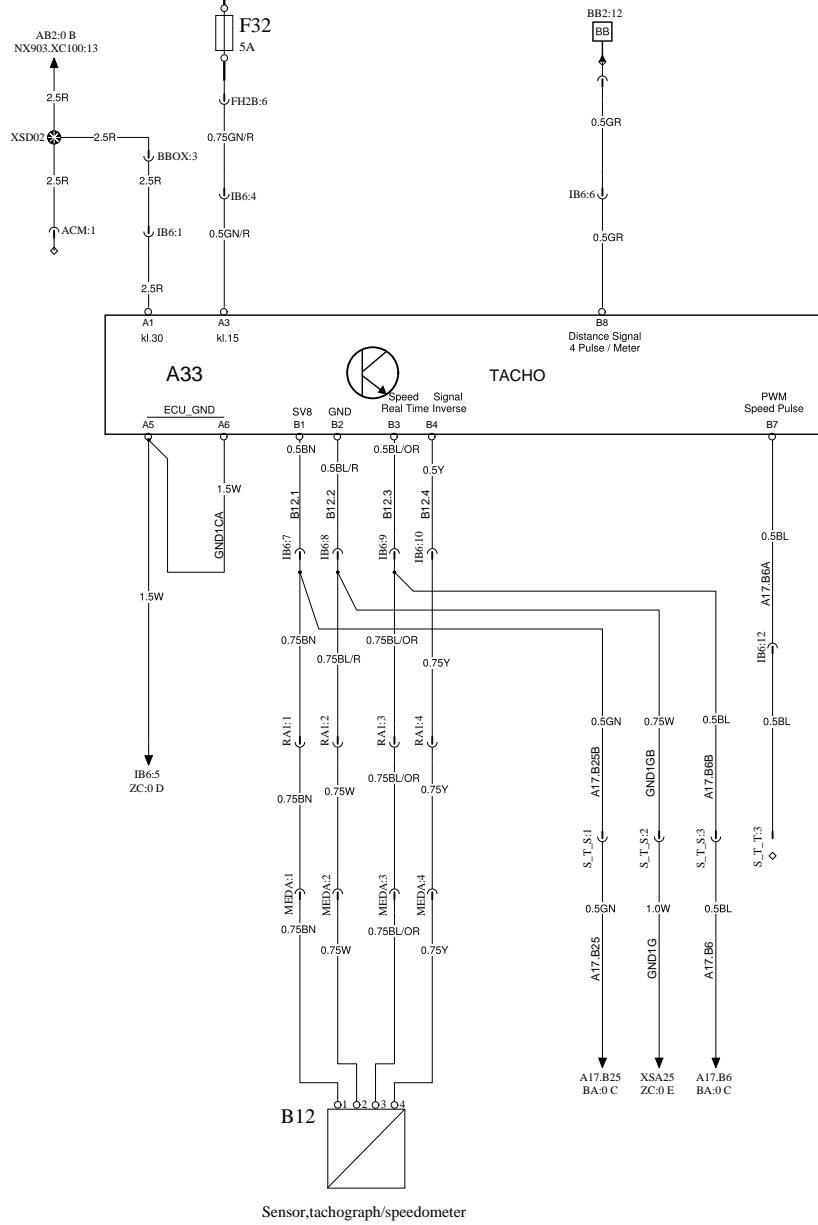 F32
5A
BB2:12
BB
AB2:0 B
NX903.XC100:13
2.5R
FH2B:6
0.5GR
XSD02
2.5R
0.75GN/R
BBOX:3
2.5R
2.5R
IB6:4
IB6:6
ACM:1
IB6:1
0.5GN/R
0.5GR
2.5R
A1
A3
B8
kl.30
kl.15
Distance Signal
4 Pulse / Meter
A33
TACHO
Speed Signal
Real Time Inverse
PWM
Speed Pulse
ECU_GND
SV8
GND
A5
A6
B1
B2
B3
B4
B7
0.5BN
0.5BL/OR
0.5BL/R
0.5Y
1.5W
B12.1
B12.2
B12.3
B12.4
GND1CA
0.5BL
IB6:7
IB6:8
IB6:9
IB6:10
A17.B6A
1.5W
0.75BN
0.75BL/OR
0.75BL/R
0.75Y
IB6:12
RA1:1
RA1:2
RA1:3
RA1:4
0.5GN
0.75W
0.5BL
0.5BL
IB6:5
ZC:0 D
A17.B25B
GND1GB
A17.B6B
0.75BN
0.75W
0.75BL/OR
0.75Y
S_T_S:1
S_T_S:2
S_T_S:3
S_T_T:3
MEDA:1
MEDA:2
MEDA:3
MEDA:4
0.5GN
1.0W
0.5BL
0.75BN
0.75W
0.75BL/OR
0.75Y
A17.B25
GND1G
A17.B6
A17.B25
BA:0 C
XSA25
ZC:0 E
A17.B6
BA:0 C
B12
1
2
3
4
Sensor,tachograph/speedometer